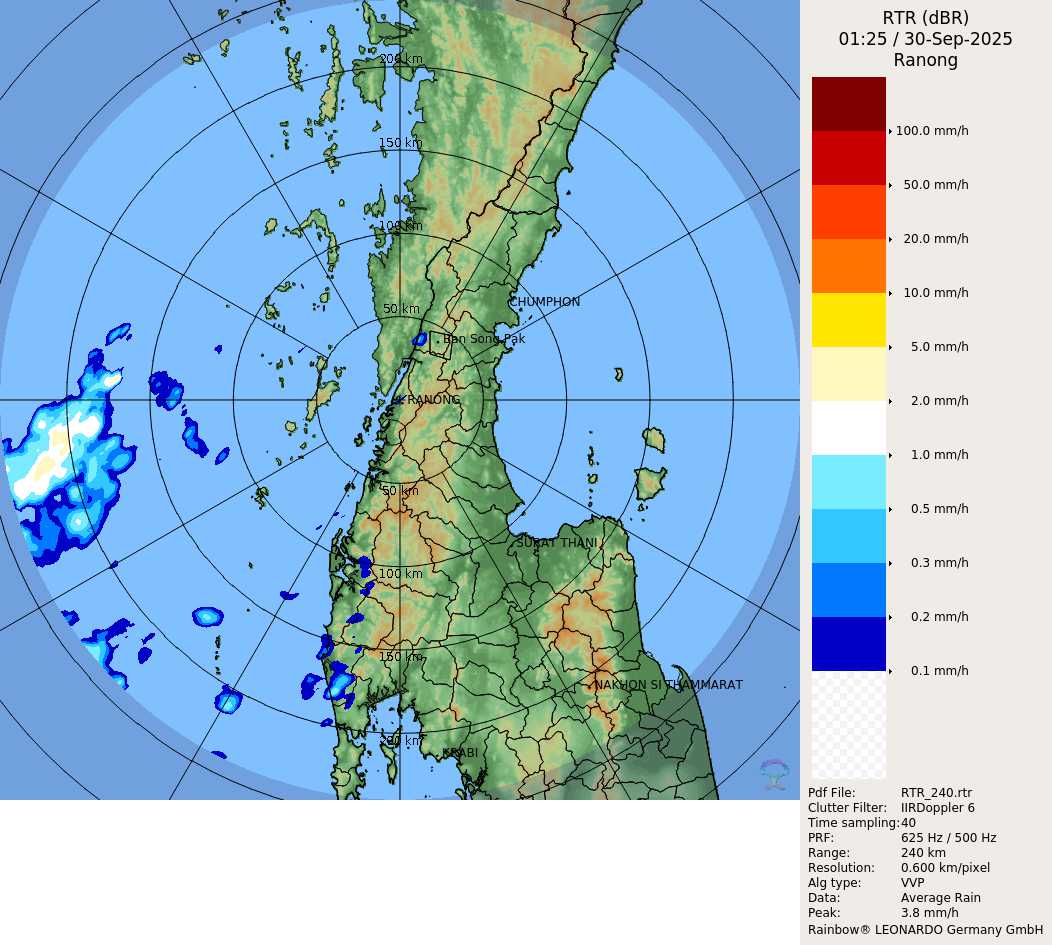 RTR (dBR)
01:25 / 30-Sep-2025
Ranong
200 km
150 km
100 km
50 km
CHUMPHON
Ban Song Pak
RANONG
50 km
SURAT THANI
100 km
150 km
NAKHON SI THAMMARAT
200 km
KRABI
100.0 mm/h
50.0 mm/h
20.0 mm/h
10.0 mm/h
5.0 mm/h
2.0 mm/h
1.0 mm/h
0.5 mm/h
0.3 mm/h
0.2 mm/h
0.1 mm/h
Pdf File: RTR_240.rtr
Clutter Filter: IIRDoppler 6
Time sampling:40
PRF: 625 Hz / 500 Hz
Range: 240 km
Resolution: 0.600 km/pixel
Alg type: VVP
Data: Average Rain
Peak: 3.8 mm/h
Rainbow® LEONARDO Germany GmbH